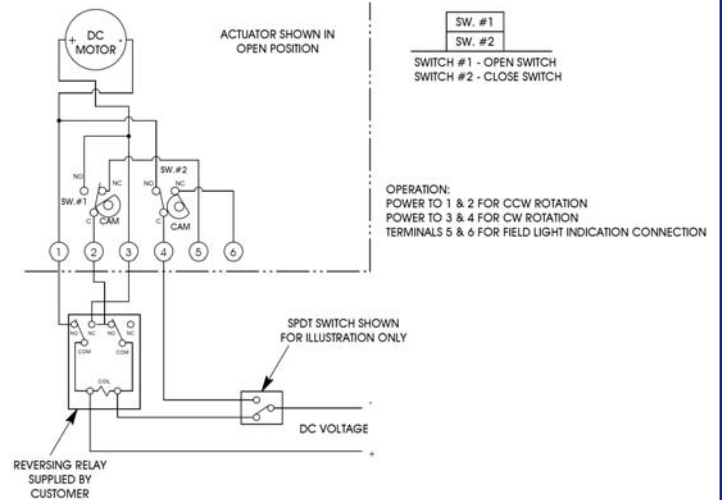 DC
MOTOR
+
-
ACTUATOR SHOWN IN
OPEN POSITION
SW. #1
SW. #2
SWITCH #1 - OPEN SWITCH
SWITCH #2 - CLOSE SWITCH
NO
NC
SW.#1
C
CAM
SW.#2
NO
NC
C
CAM
OPERATION:
POWER TO 1 & 2 FOR CCW ROTATION
POWER TO 3 & 4 FOR CW ROTATION
TERMINALS 5 & 6 FOR FIELD LIGHT INDICATION CONNECTION
1
2
3
4
5
6
NO
NC
NO
NC
COM
COM
COIL
SPDT SWITCH SHOWN
FOR ILLUSTRATION ONLY
-
DC VOLTAGE
+
REVERSING RELAY
SUPPLIED BY
CUSTOMER